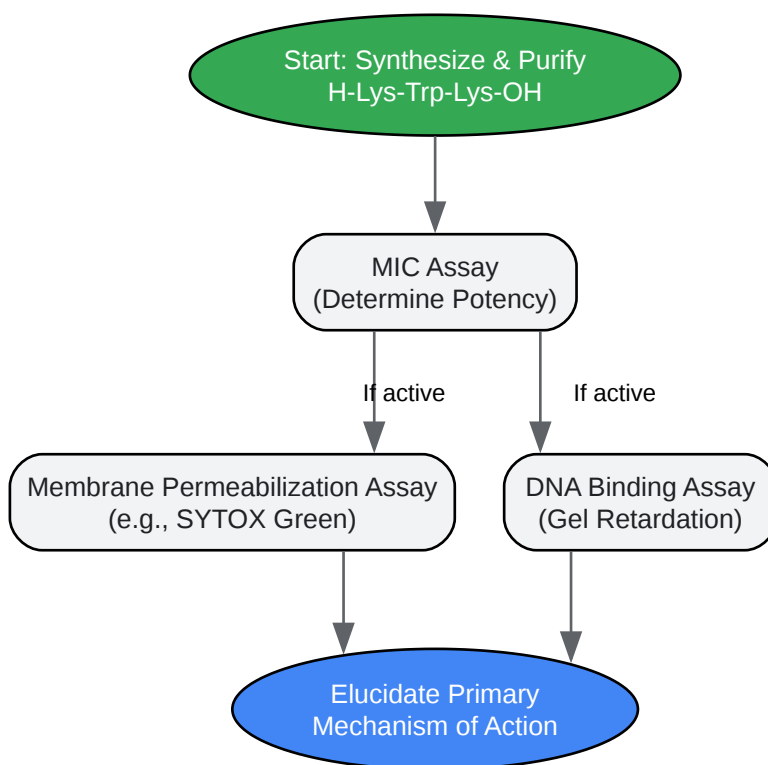 Start: Synthesize & Purify
H-Lys-Trp-Lys-OH
MIC Assay
(Determine Potency)
If active
If active
Membrane Permeabilization Assay
(e.g., SYTOX Green)
DNA Binding Assay
(Gel Retardation)
Elucidate Primary
Mechanism of Action